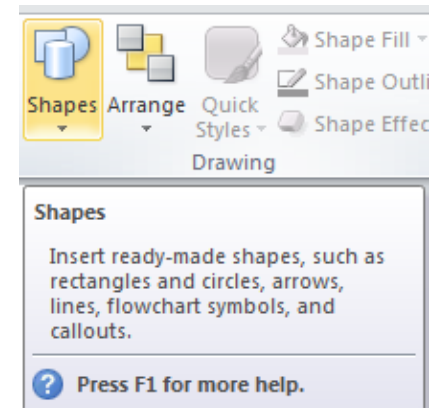 Shapes Arrange Quick Styles Shape Fill
Shape Outli
Shape Effec
Drawing
Shapes
Insert ready-made shapes, such as
rectangles and circles, arrows,
lines, flowchart symbols, and
callouts.
Press F1 for more help.